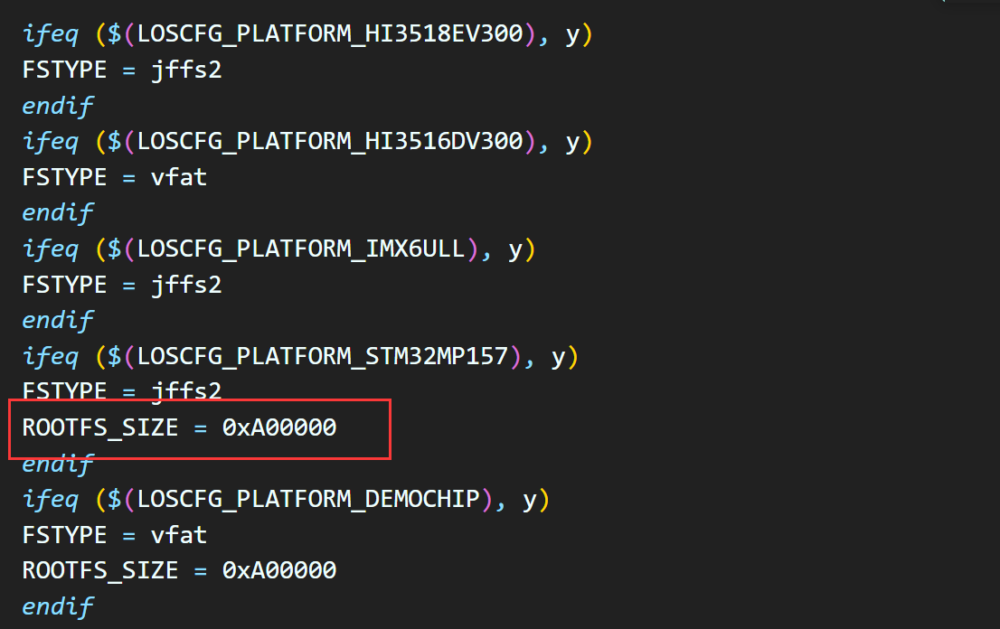 ifeq ($(LOSCFG_PLATFORM_HI3518EV300), y)
FSTYPE = jffs2
endif
ifeq ($(LOSCFG_PLATFORM_HI3516DV300), y)
FSTYPE = vfat
endif
ifeq ($(LOSCFG_PLATFORM_IMX6ULL), y)
FSTYPE = jffs2
endif
ifeq ($(LOSCFG_PLATFORM_STM32MP157), y)
FSTYPE = jffs2
ROOTFS_SIZE = 0xA00000
endif
ifeq ($(LOSCFG_PLATFORM_DEMOCHIP), y)
FSTYPE = vfat
ROOTFS_SIZE = 0xA00000
endif